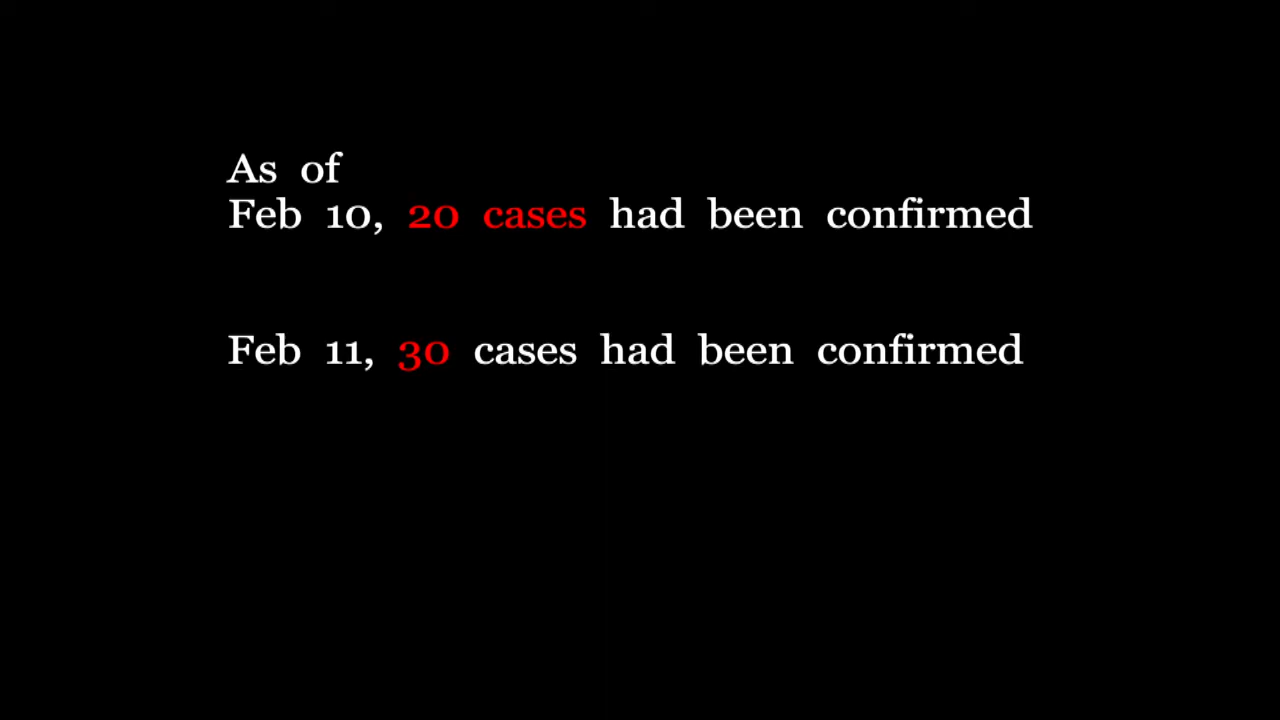 As of
Feb 10, 20 cases had been confirmed
Feb 11, 30 cases had been confirmed